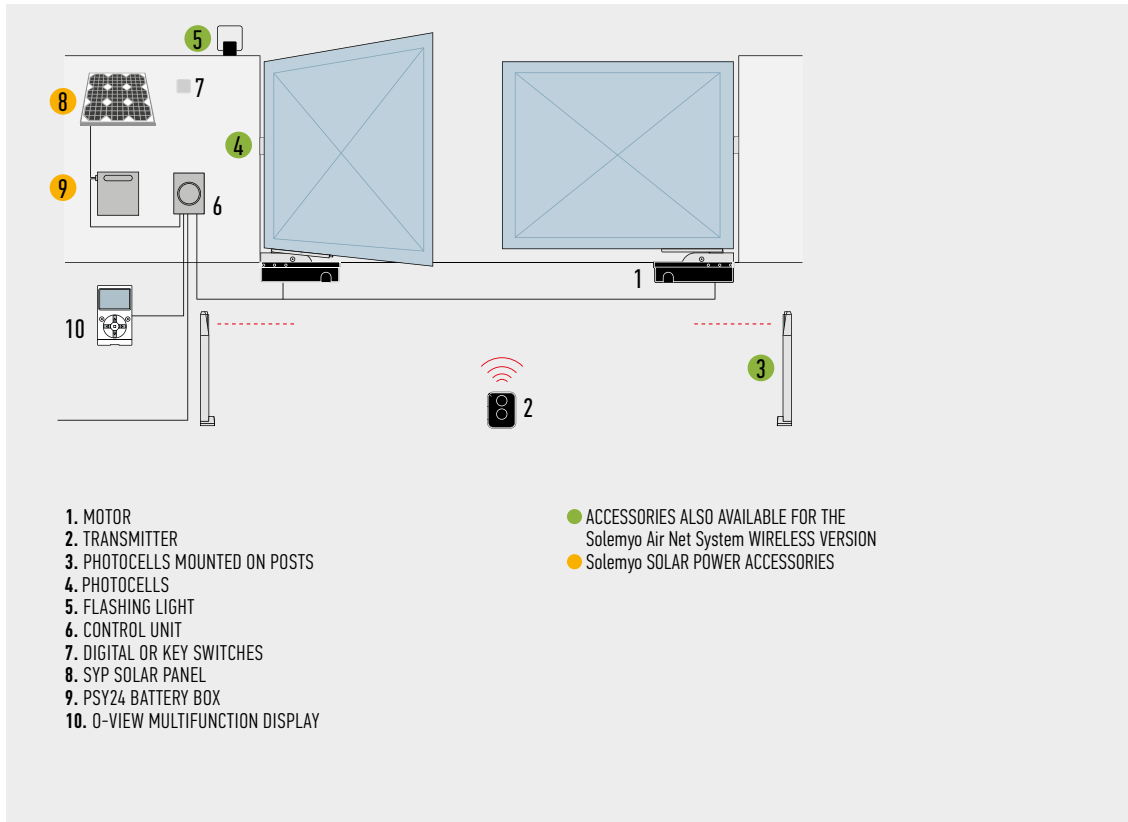 5
8
7
4
9
6
1
10
3
2
1. MOTOR
2. TRANSMITTER
3. PHOTOCELLS MOUNTED ON POSTS
4. PHOTOCELLS
5. FLASHING LIGHT
6. CONTROL UNIT
7. DIGITAL OR KEY SWITCHES
8. SYP SOLAR PANEL
9. PSY24 BATTERY BOX
10. O-VIEW MULTIFUNCTION DISPLAY
ACCESSORIES ALSO AVAILABLE FOR THE
Solemyo Air Net System WIRELESS VERSION
Solemyo SOLAR POWER ACCESSORIES